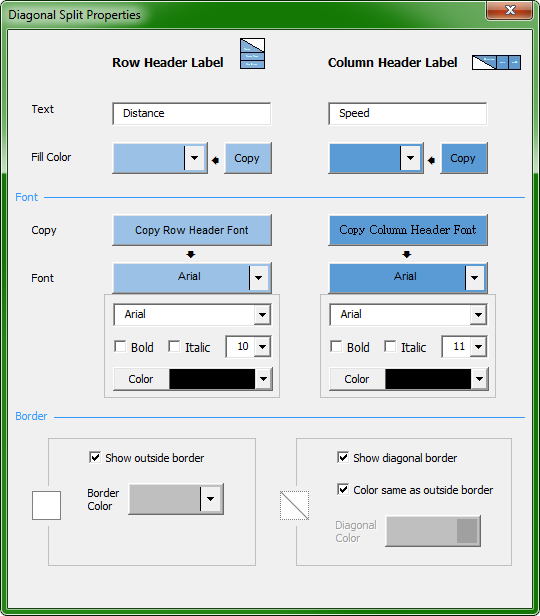 Diagonal Split Properties
Row Header Label Column Header Label
Text Distance Speed
Fill Color Copy Copy
Font
Copy Copy Row Header Font Copy Column Header Font
Font Arial Arial
Arial Arial
Bold Italic 10 Bold Italic 11
Color Color
Border
Show outside border Show diagonal border
Color same as outside border
Border Color
Diagonal Color